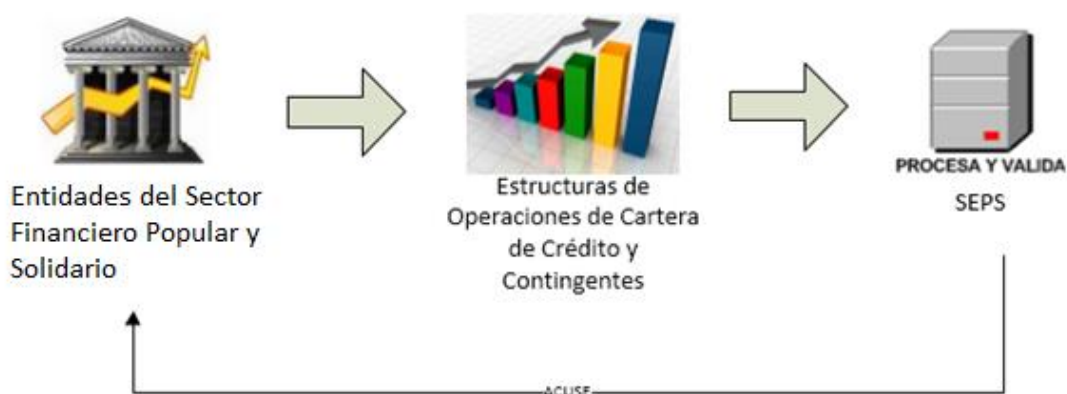 Entidades del Sector
Financiero Popular y
Solidario
Estructuras de
Operaciones de Cartera
de Crédito y
Contingentes
PROCESA Y VALIDA
SEPS
ACUSE